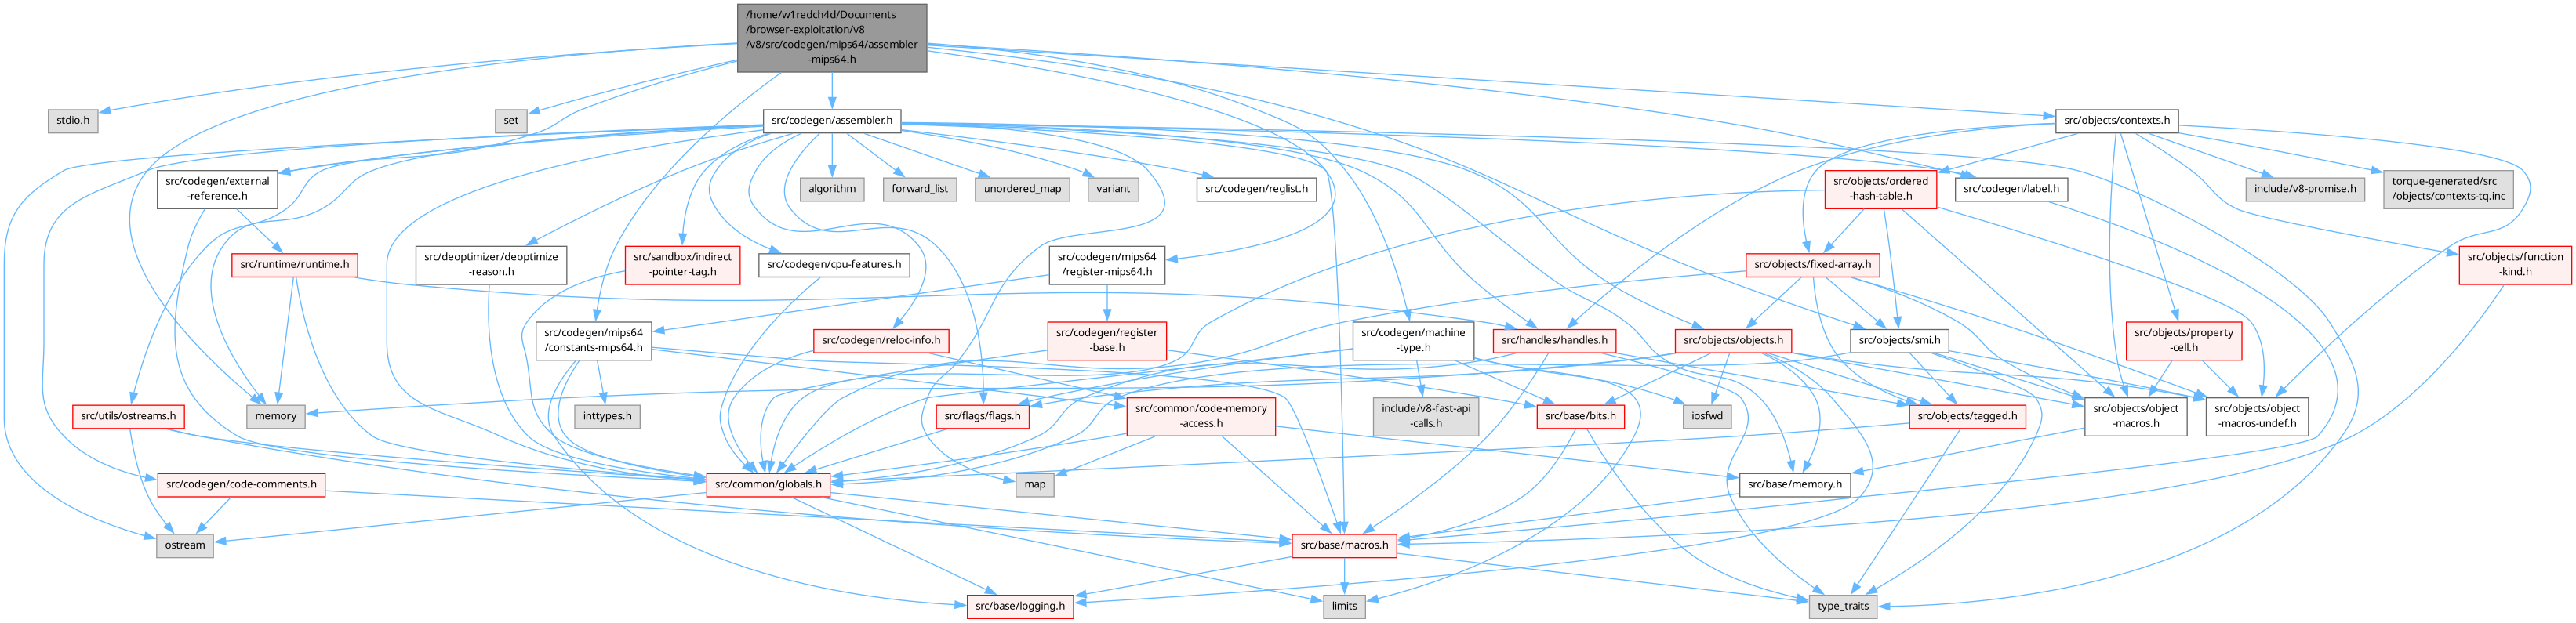 /home/w1redch4d/Documents
/browser-exploitation/v8
/v8/src/codegen/mips64/assembler
-mips64.h
stdio.h
set
src/codegen/assembler.h
src/objects/contexts.h
src/codegen/external
-reference.h
algorithm
forward_list
unordered_map
variant
src/codegen/reglist.h
src/objects/ordered
-hash-table.h
src/codegen/label.h
include/v8-promise.h
torque-generated/src
/objects/contexts-tq.inc
src/runtime/runtime.h
src/deoptimizer/deoptimize
-reason.h
src/sandbox/indirect
-pointer-tag.h
src/codegen/cpu-features.h
src/codegen/mips64
/register-mips64.h
src/objects/fixed-array.h
src/objects/function
-kind.h
src/codegen/mips64
/constants-mips64.h
src/codegen/reloc-info.h
src/codegen/register
-base.h
src/codegen/machine
-type.h
src/handles/handles.h
src/objects/objects.h
src/objects/smi.h
src/objects/property
-cell.h
src/utils/ostreams.h
memory
inttypes.h
src/flags/flags.h
src/common/code-memory
-access.h
include/v8-fast-api
-calls.h
src/base/bits.h
iosfwd
src/objects/tagged.h
src/objects/object
-macros.h
src/objects/object
-macros-undef.h
src/codegen/code-comments.h
src/common/globals.h
map
src/base/memory.h
ostream
src/base/macros.h
src/base/logging.h
limits
type_traits